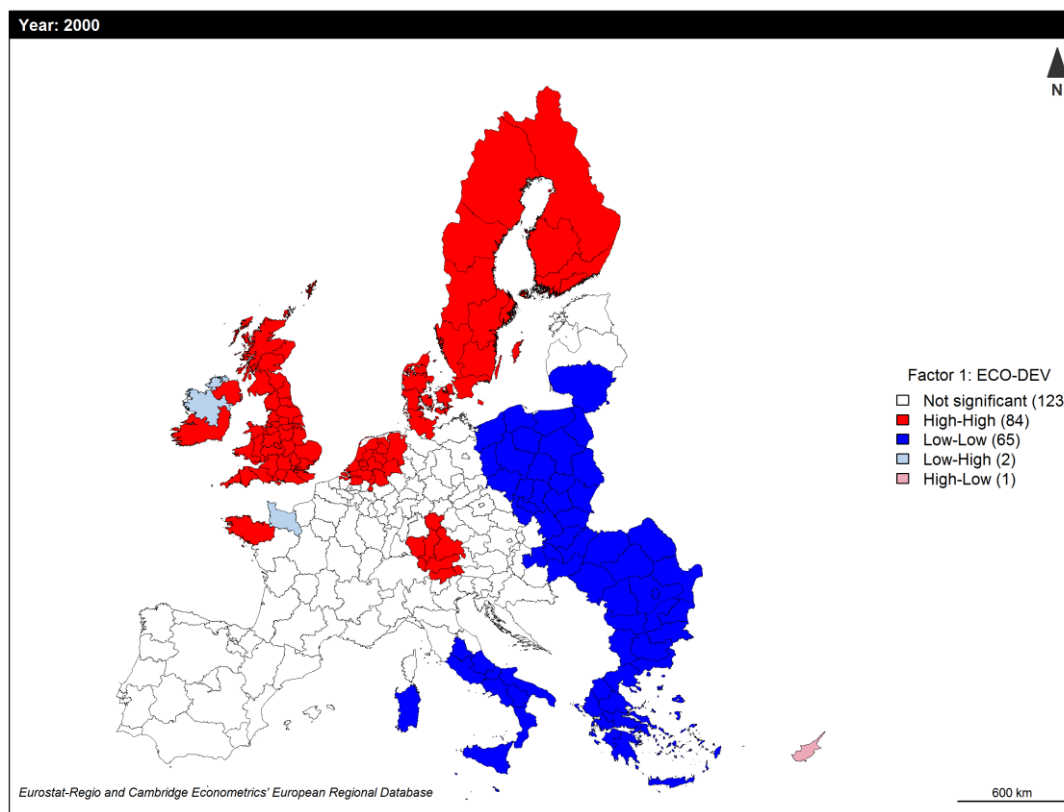 Year: 2000
N
Factor 1: ECO-DEV
Not significant (123
High-High (84)
Low-Low (65)
Low-High (2)
High-Low (1)
Eurostat-Regio and Cambridge Econometrics' European Regional Database
600 km